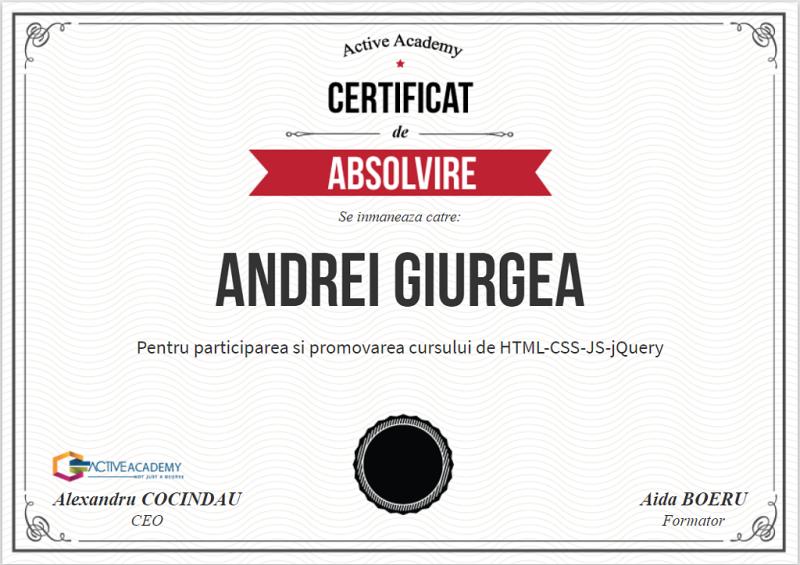 Active Academy
CERTIFICAT
de
ABSOLVIRE
Se inmaneaza catre:
ANDREI GIURGEA
Pentru participarea si promovarea cursului de HTML-CSS-JS-jQuery
ACTIVEACADEMY
NOT JUST A DEGREE
Alexandru COCINDAU
CEO
Aida BOERU
Formator